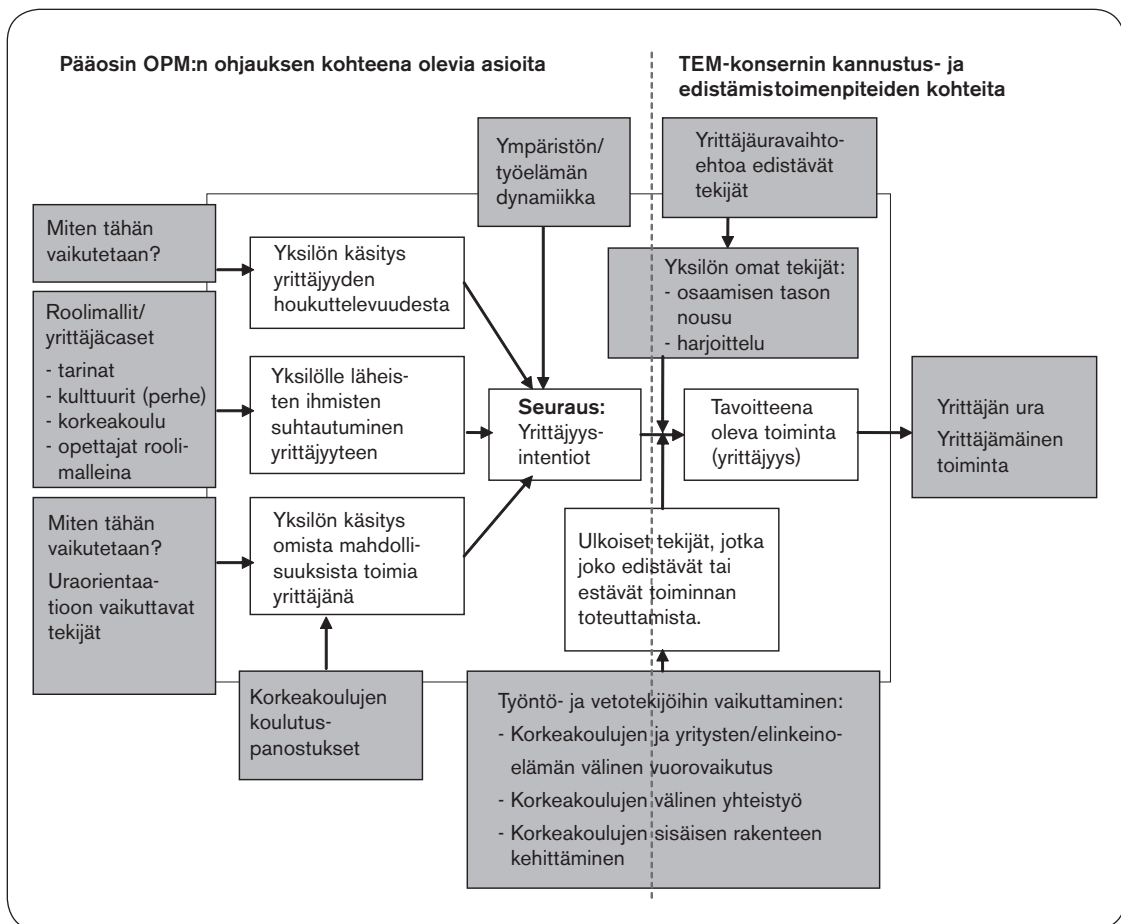 Pääosin OPM:n ohjauksen kohteena olevia asioita
TEM-konsernin kannustus- ja
edistämistoimenpiteiden kohteita
Ympäristön/
työelämän
dynamiikka
Yrittäjäuravaihto-
ehtoa edistävät
tekijät
Miten tähän
vaikutetaan?
Yksilön käsitys
yrittäjyyden
houkuttelevuudesta
Yksilön omat tekijät:
- osaamisen tason
nousu
- harjoittelu
Roolimallit/
yrittäjäcaset
- tarinat
- kulttuurit (perhe)
- korkeakoulu
- opettajat rooli-
malleina
Yksilölle läheis-
ten ihmisten
suhtautuminen
yrittäjyyteen
Seuraus:
Yrittäjyys-
intentiot
Tavoitteena
oleva toiminta
(yrittäjyys)
Yrittäjän ura
Yrittäjämäinen
toiminta
Miten tähän
vaikutetaan?
Uraorientaa-
tioon vaikuttavat
tekijät
Yksilön käsitys
omista mahdolli-
suuksista toimia
yrittäjänä
Ulkoiset tekijät, jotka
joko edistävät tai
estävät toiminnan
toteuttamista.
Korkeakoulujen
koulutus-
panostukset
Työntö- ja vetotekijöihin vaikuttaminen:
- Korkeakoulujen ja yritysten/elinkeino-
elämän välinen vuorovaikutus
- Korkeakoulujen välinen yhteistyö
- Korkeakoulujen sisäisen rakenteen
kehittäminen